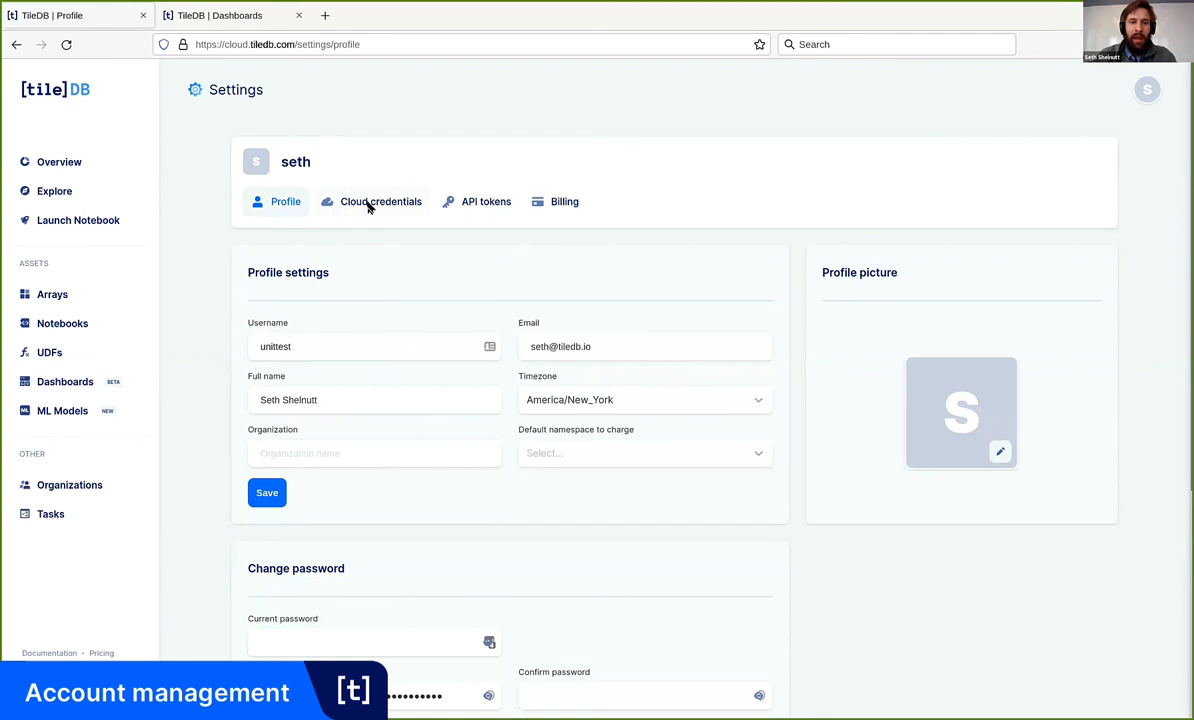 TileDB | Profile
TileDB | Dashboards
https://cloud.tiledb.com/settings/profile
Search
Seth Shelnutt
[tile]DB
Settings
S
Overview
Explore
Launch Notebook
ASSETS
Arrays
Notebooks
UDFs
Dashboards BETA
ML Models NEW
OTHER
Organizations
Tasks
Documentation · Pricing
S seth
Profile
Cloud credentials
API tokens
Billing
Profile settings
Username
unittest
Email
seth@tiledb.io
Full name
Seth Shelnutt
Timezone
America/New_York
Organization
Organization name
Default namespace to charge
Select...
Save
Profile picture
S
Change password
Current password
Confirm password
Account management
[t]